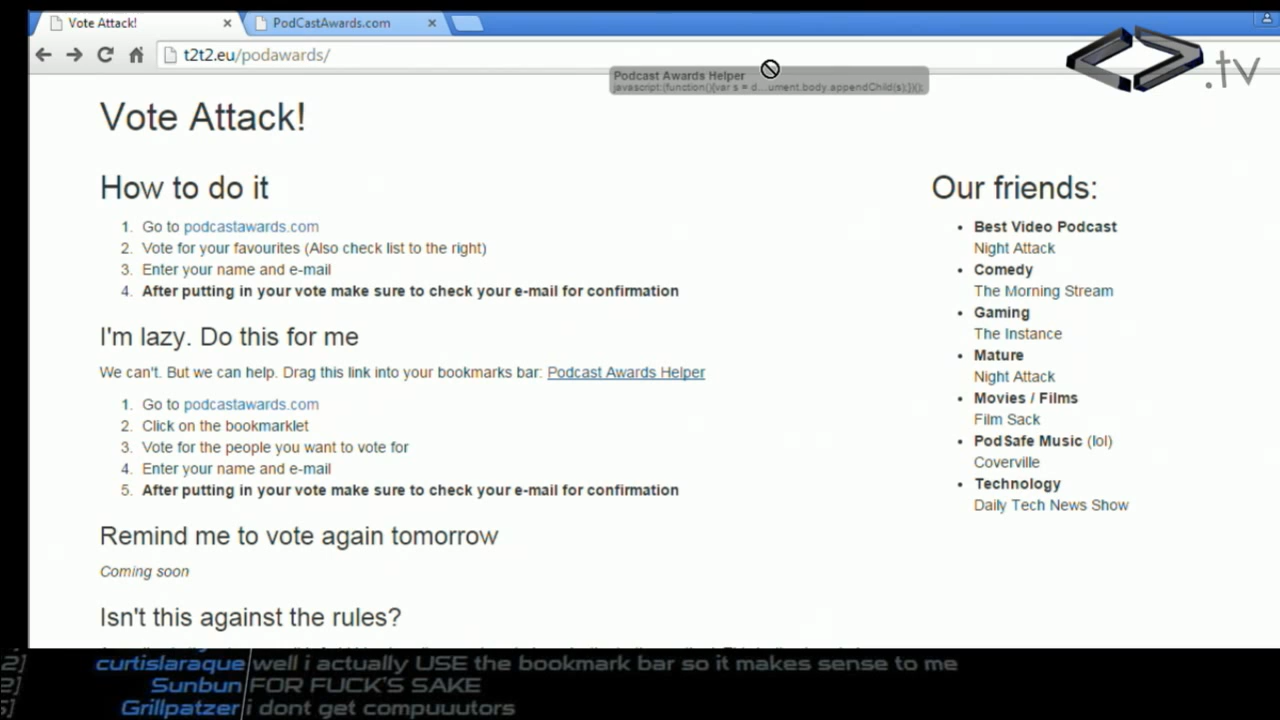 Vote Attack!
PodCastAwards.com
t2t2.eu/podawards/
Podcast Awards Helper
javascript:(function(){var s = d...ument.body.appendChild(s);})();
<>.tv
Vote Attack!
How to do it
1. Go to podcastawards.com
2. Vote for your favourites (Also check list to the right)
3. Enter your name and e-mail
4. After putting in your vote make sure to check your e-mail for confirmation
I'm lazy. Do this for me
We can't. But we can help. Drag this link into your bookmarks bar: Podcast Awards Helper
1. Go to podcastawards.com
2. Click on the bookmarklet
3. Vote for the people you want to vote for
4. Enter your name and e-mail
5. After putting in your vote make sure to check your e-mail for confirmation
Remind me to vote again tomorrow
Coming soon
Isn't this against the rules?
Our friends:
• Best Video Podcast
Night Attack
• Comedy
The Morning Stream
• Gaming
The Instance
• Mature
Night Attack
• Movies / Films
Film Sack
• PodSafe Music (lol)
Coverville
• Technology
Daily Tech News Show
2] curtislaraque well i actually USE the bookmark bar so it makes sense to me
2] Sunbun FOR FUCK'S SAKE
5] Grillpatzer i dont get compuuutors